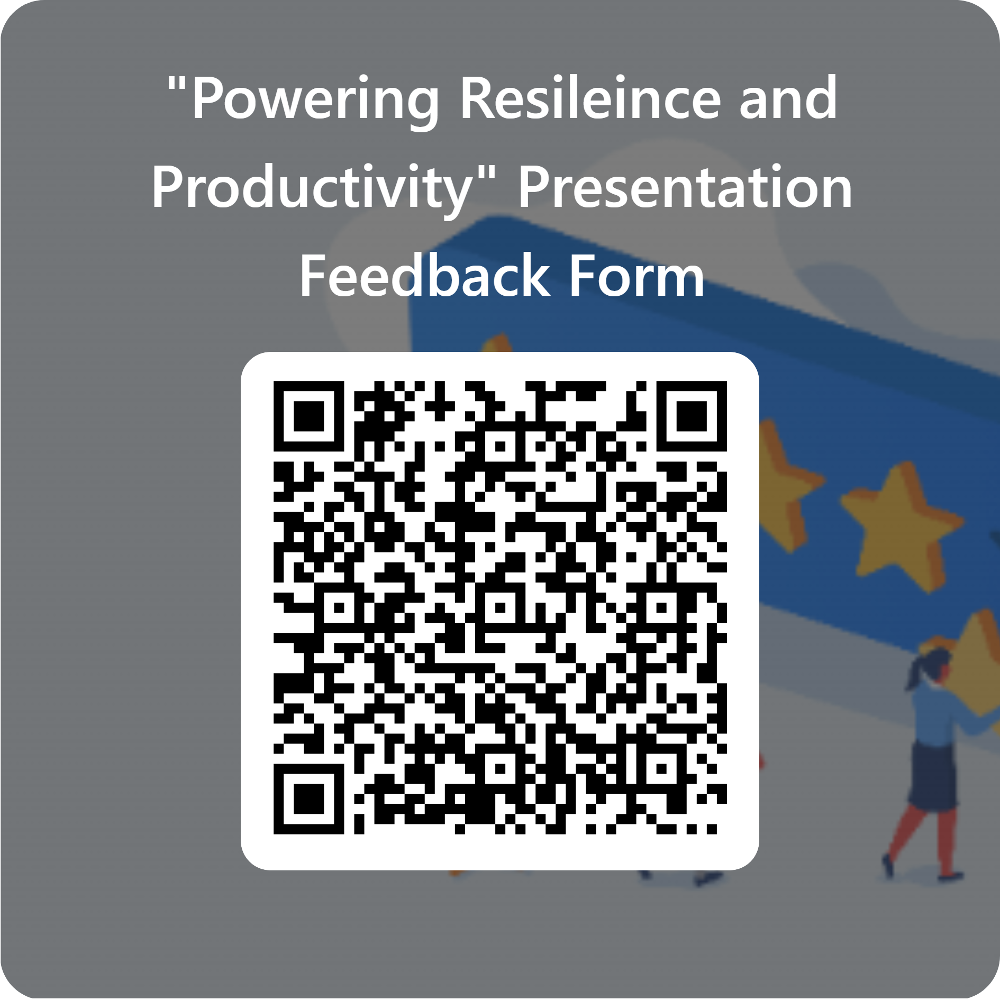 "Powering Resileince and
Productivity" Presentation
Feedback Form